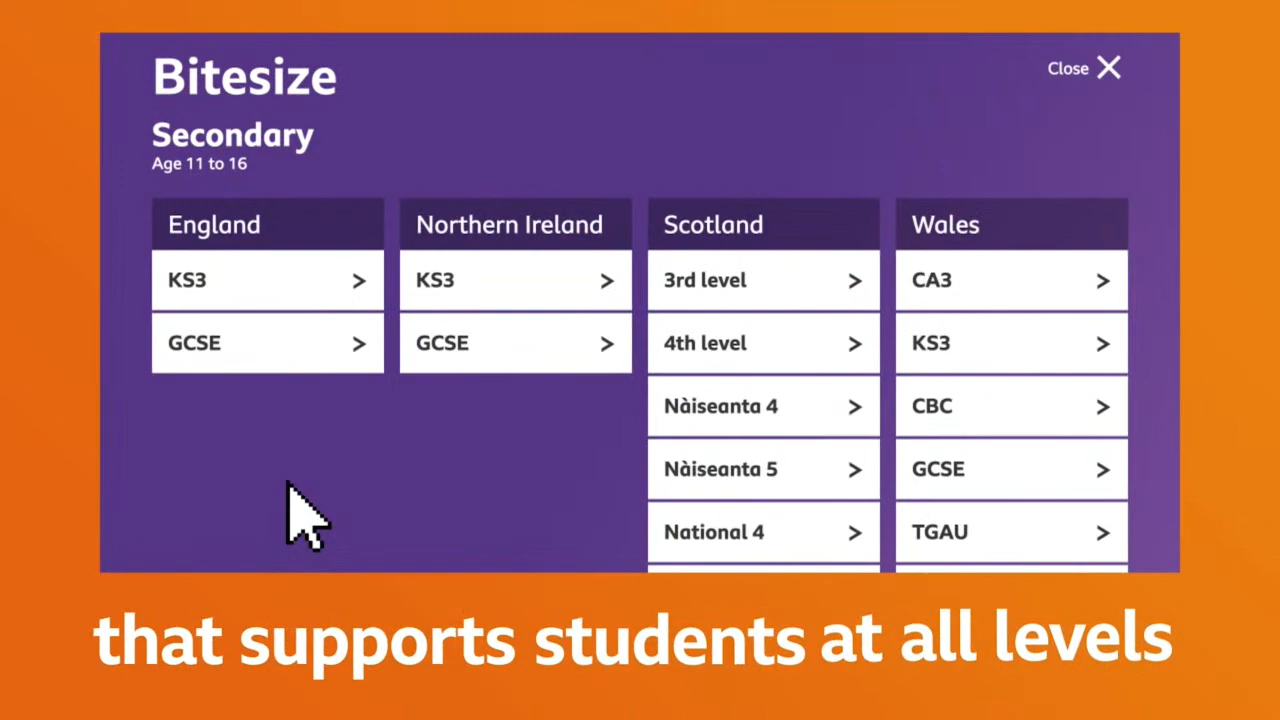 Bitesize
Close
Secondary
Age 11 to 16
England
KS3
GCSE
Northern Ireland
KS3
GCSE
Scotland
3rd level
4th level
Nàiseanta 4
Nàiseanta 5
National 4
Wales
CA3
KS3
CBC
GCSE
TGAU
that supports students at all levels